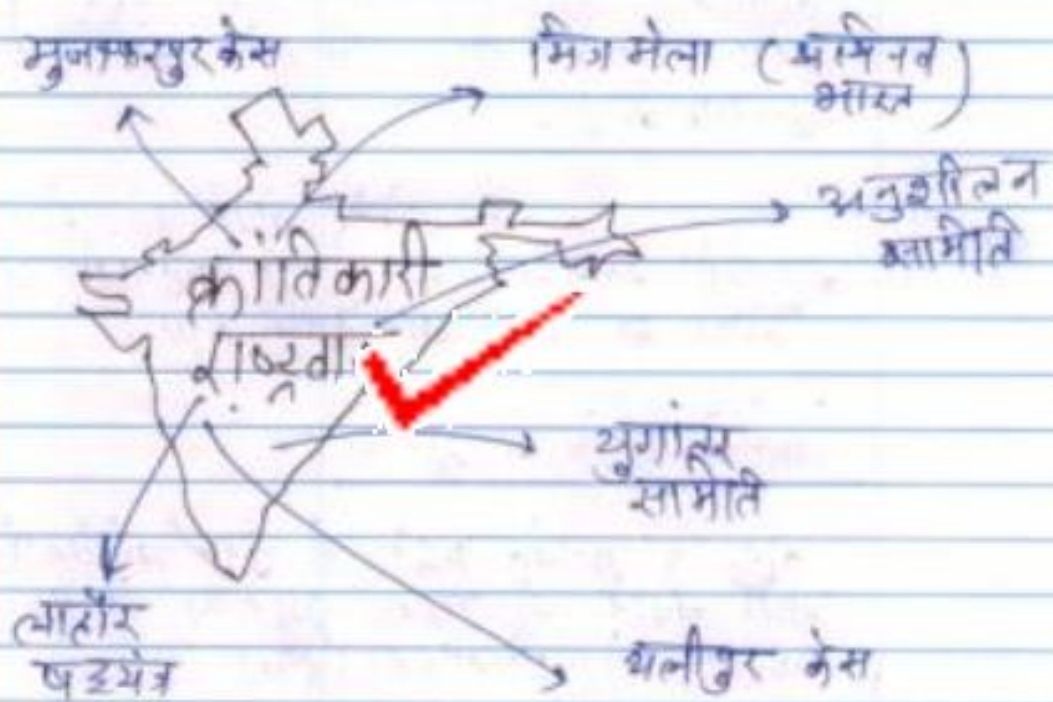 मुजफ्फरपुर केस
मित्र मेला (अभिनव
भारत)
अनुशीलन
समिति
क्रांतिकारी
राष्ट्रवाद
युगांतर
समिति
लाहौर
षड्यंत्र
अलीपुर केस